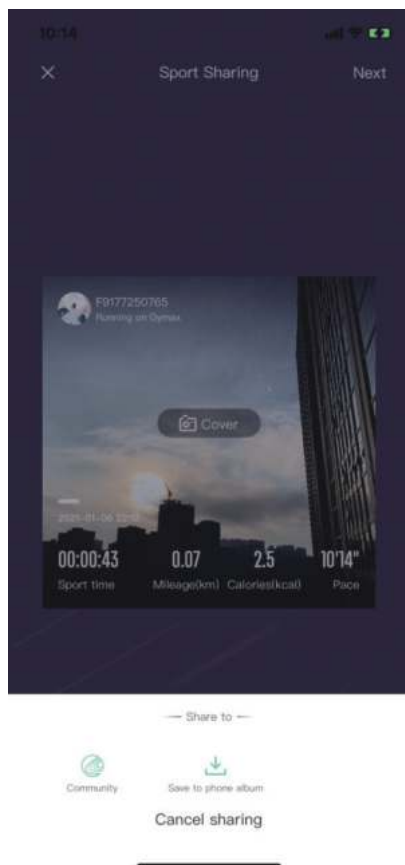 10:14
Sport Sharing
Next
F9177250765
Running on Gymax
Cover
00:00:43
0.07
2.5
10'14"
Sport time
Mileage(km)
Calories(kcal)
Pace
Share to
Community
Save to phone album
Cancel sharing